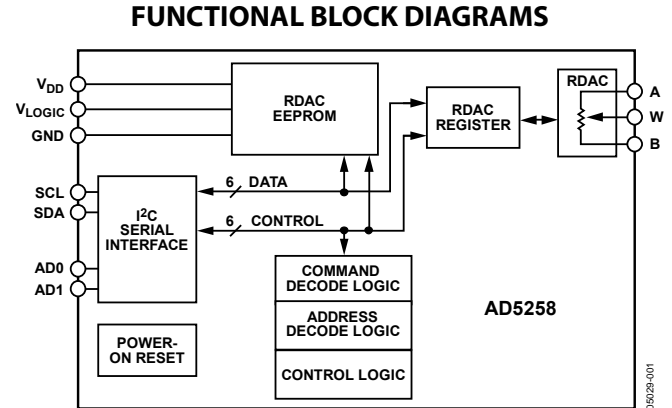 FUNCTIONAL BLOCK DIAGRAMS
VDD
VLOGIC
GND
SCL
SDA
AD0
AD1
RDAC
EEPROM
RDAC
REGISTER
RDAC
A
W
B
6 DATA
6 CONTROL
I2C
SERIAL
INTERFACE
COMMAND
DECODE LOGIC
ADDRESS
DECODE LOGIC
CONTROL LOGIC
POWER-
ON RESET
AD5258
05029-001